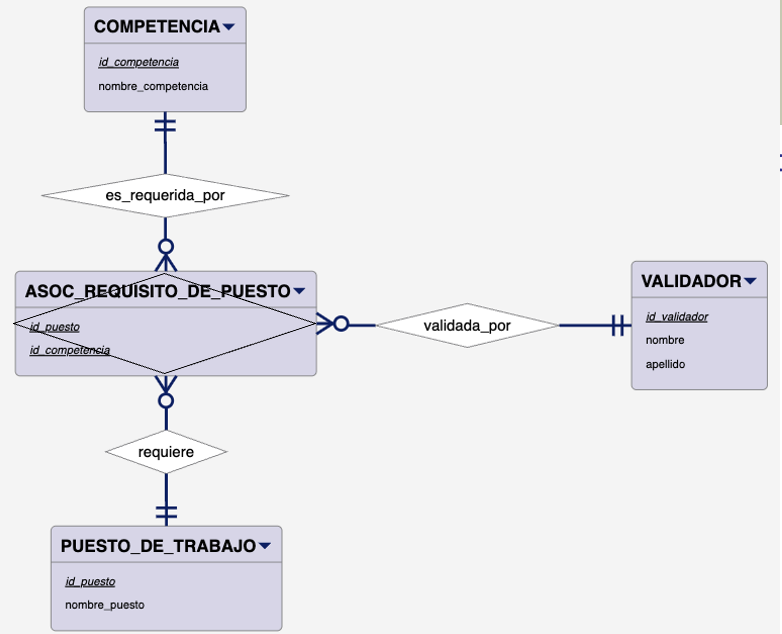 COMPETENCIA
id_competencia
nombre_competencia
es_requerida_por
ASOC_REQUISITO_DE_PUESTO
id_puesto
id_competencia
validada_por
VALIDADOR
id_validador
nombre
apellido
requiere
PUESTO_DE_TRABAJO
id_puesto
nombre_puesto